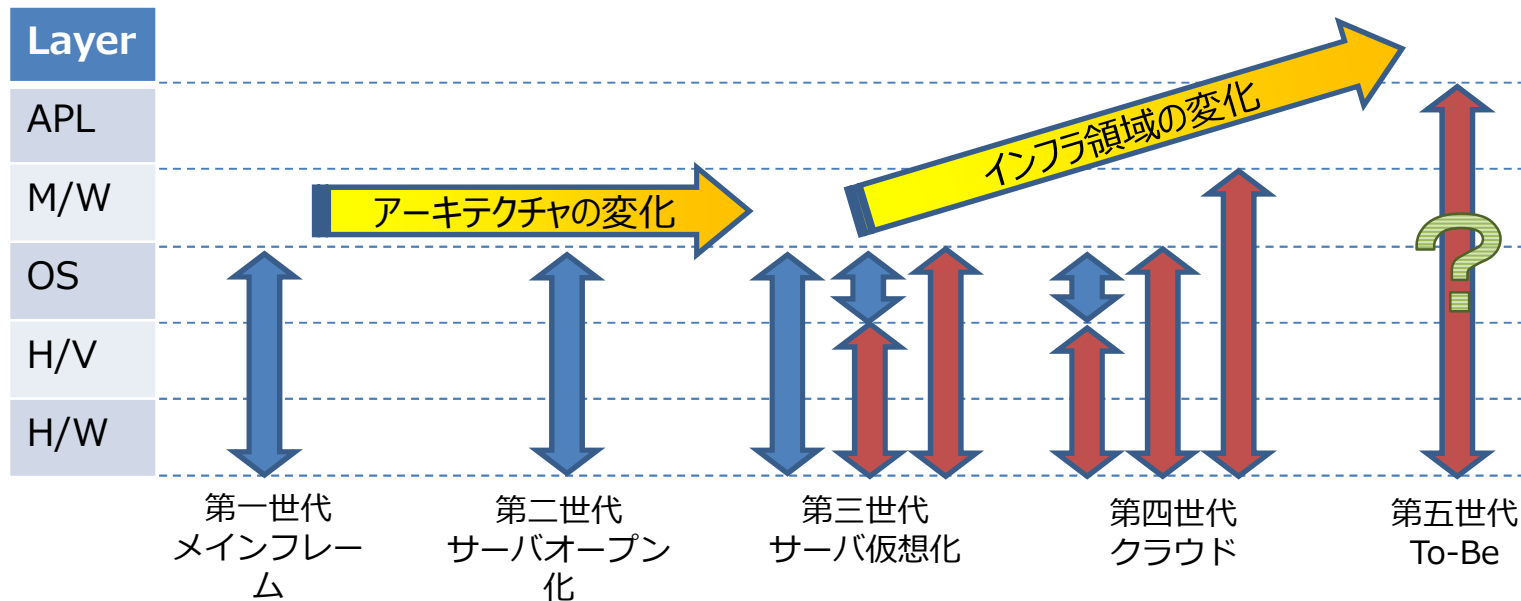 Layer
APL
M/W
OS
H/V
H/W
アーキテクチャの変化
インフラ領域の変化
?
第一世代
メインフレー
ム
第二世代
サーバオープン
化
第三世代
サーバ仮想化
第四世代
クラウド
第五世代
To-Be